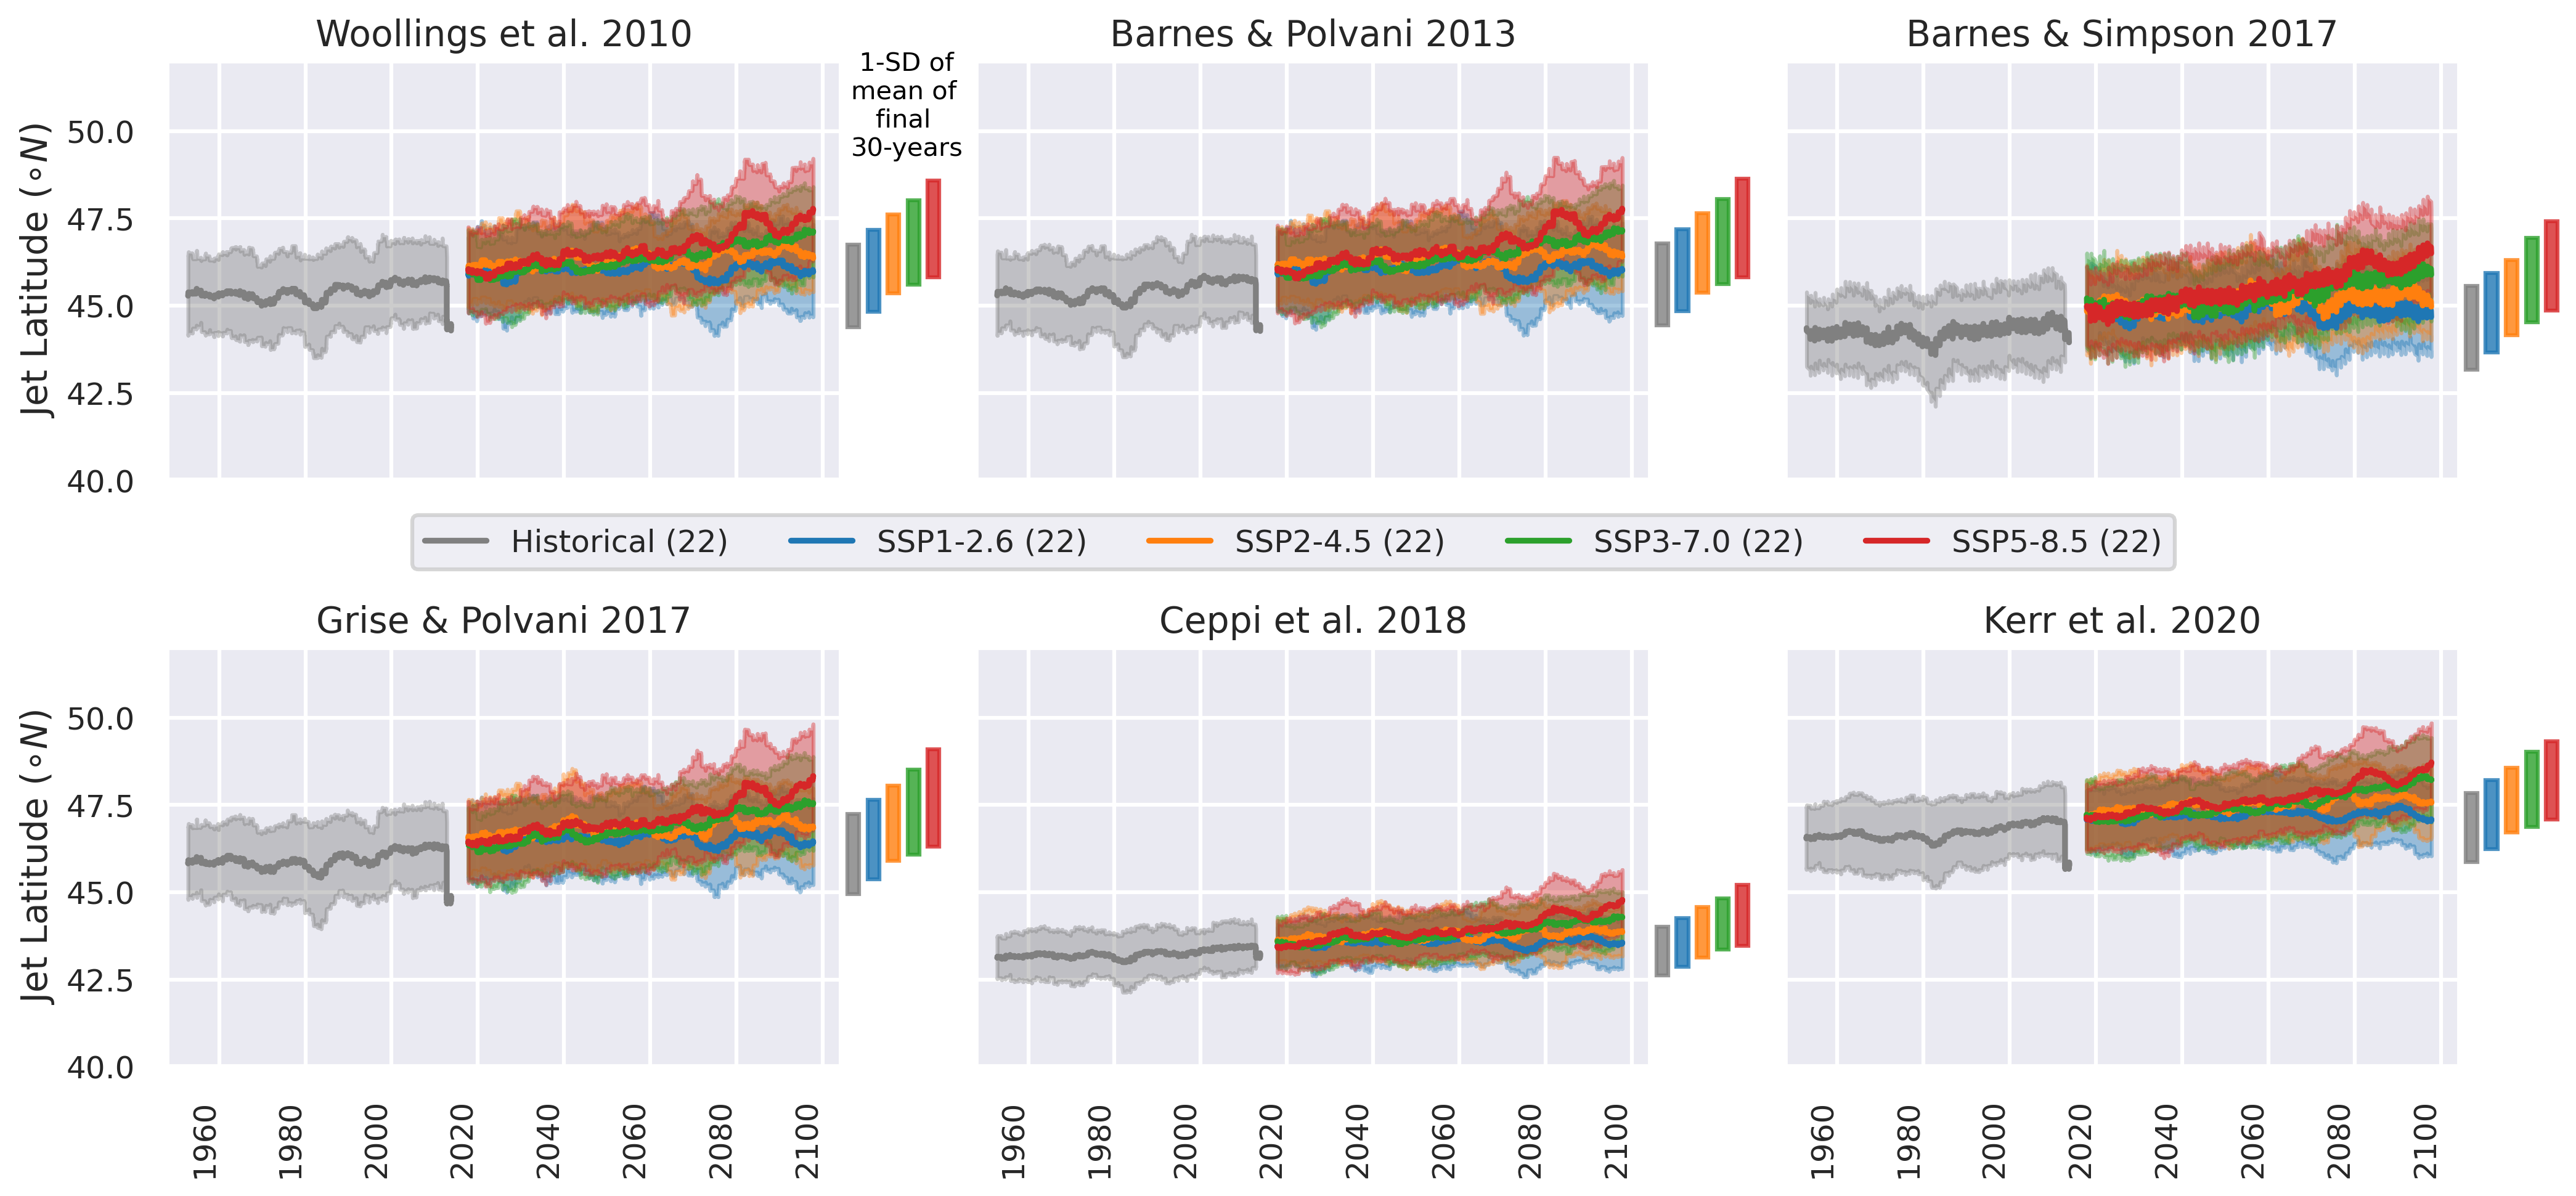 Woollings et al. 2010
Barnes & Polvani 2013
Barnes & Simpson 2017
1-SD of
mean of
final
30-years
Jet Latitude (∘N)
50.0
47.5
45.0
42.5
40.0
Historical (22)
SSP1-2.6 (22)
SSP2-4.5 (22)
SSP3-7.0 (22)
SSP5-8.5 (22)
Grise & Polvani 2017
Ceppi et al. 2018
Kerr et al. 2020
Jet Latitude (∘N)
50.0
47.5
45.0
42.5
40.0
1960
1980
2000
2020
2040
2060
2080
2100
1960
1980
2000
2020
2040
2060
2080
2100
1960
1980
2000
2020
2040
2060
2080
2100